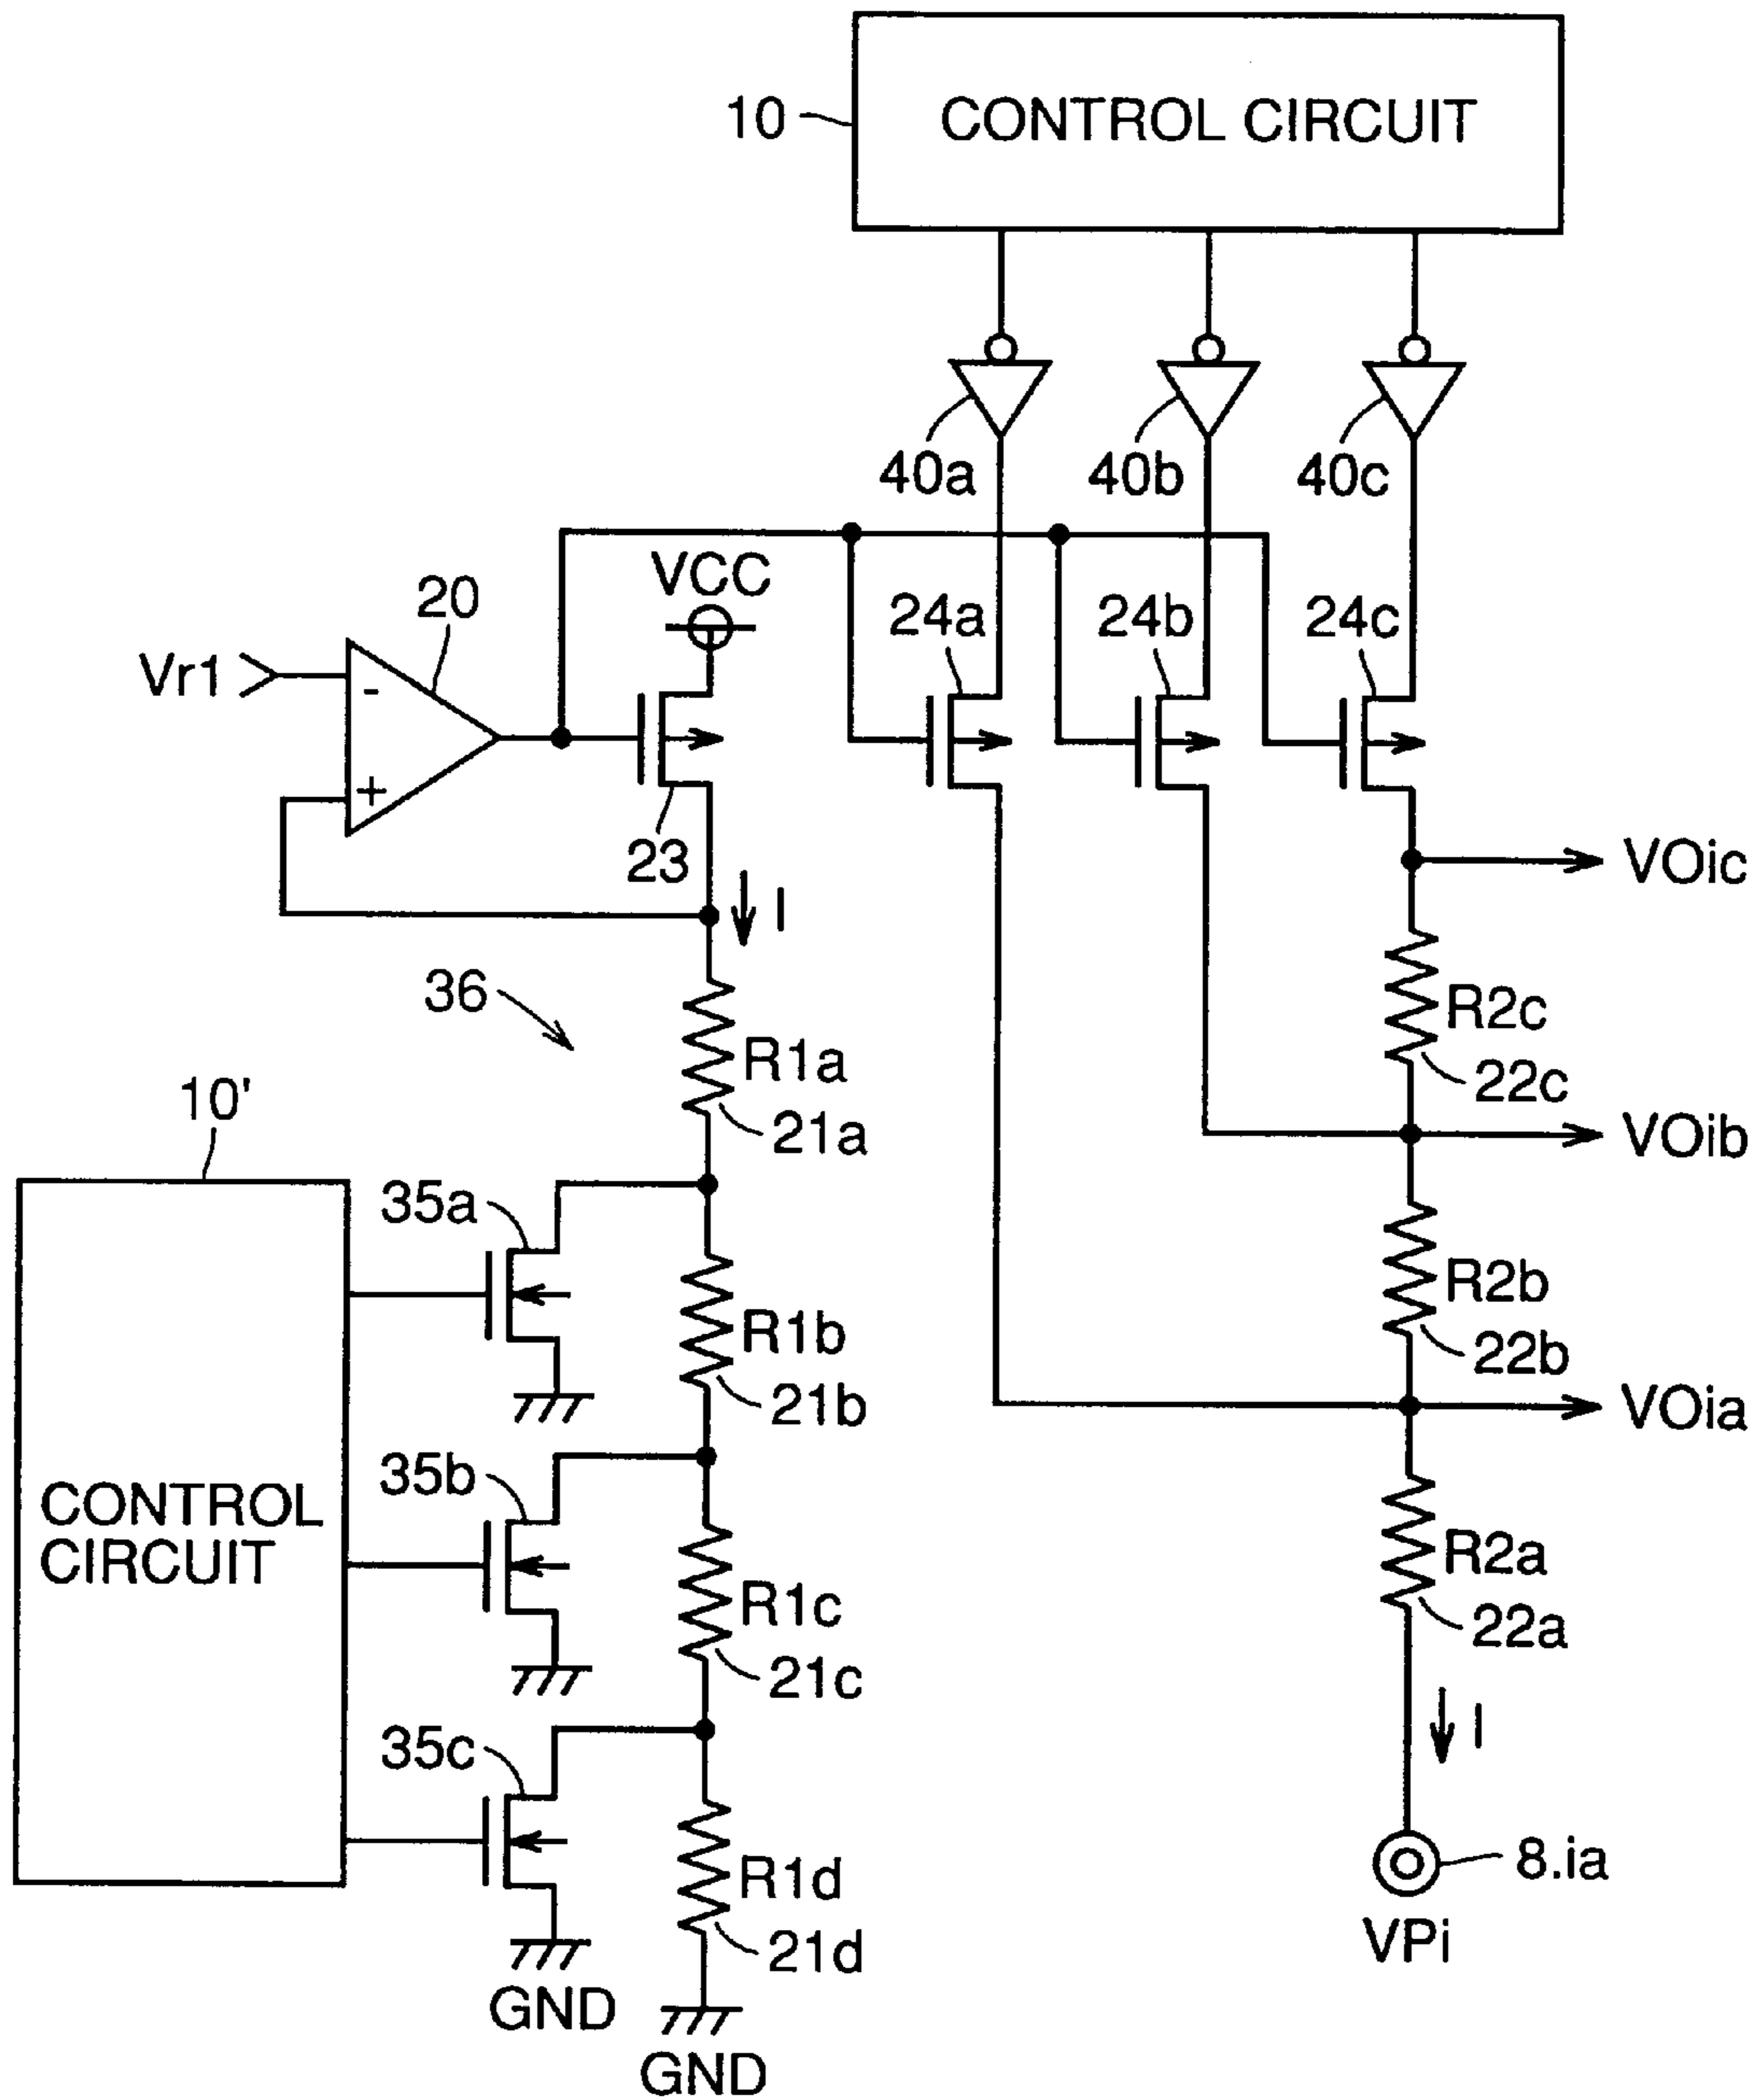 10
CONTROL CIRCUIT
40a
40b
40c
VCC
20
24a
24b
24c
Vr1
-
+
23
VOic
I
36
R2c
R1a
22c
10'
21a
VOib
35a
R2b
R1b
22b
21b
VOia
35b
CONTROL
CIRCUIT
R2a
R1c
22a
21c
I
35c
R1d
8.ia
21d
VPi
GND
GND